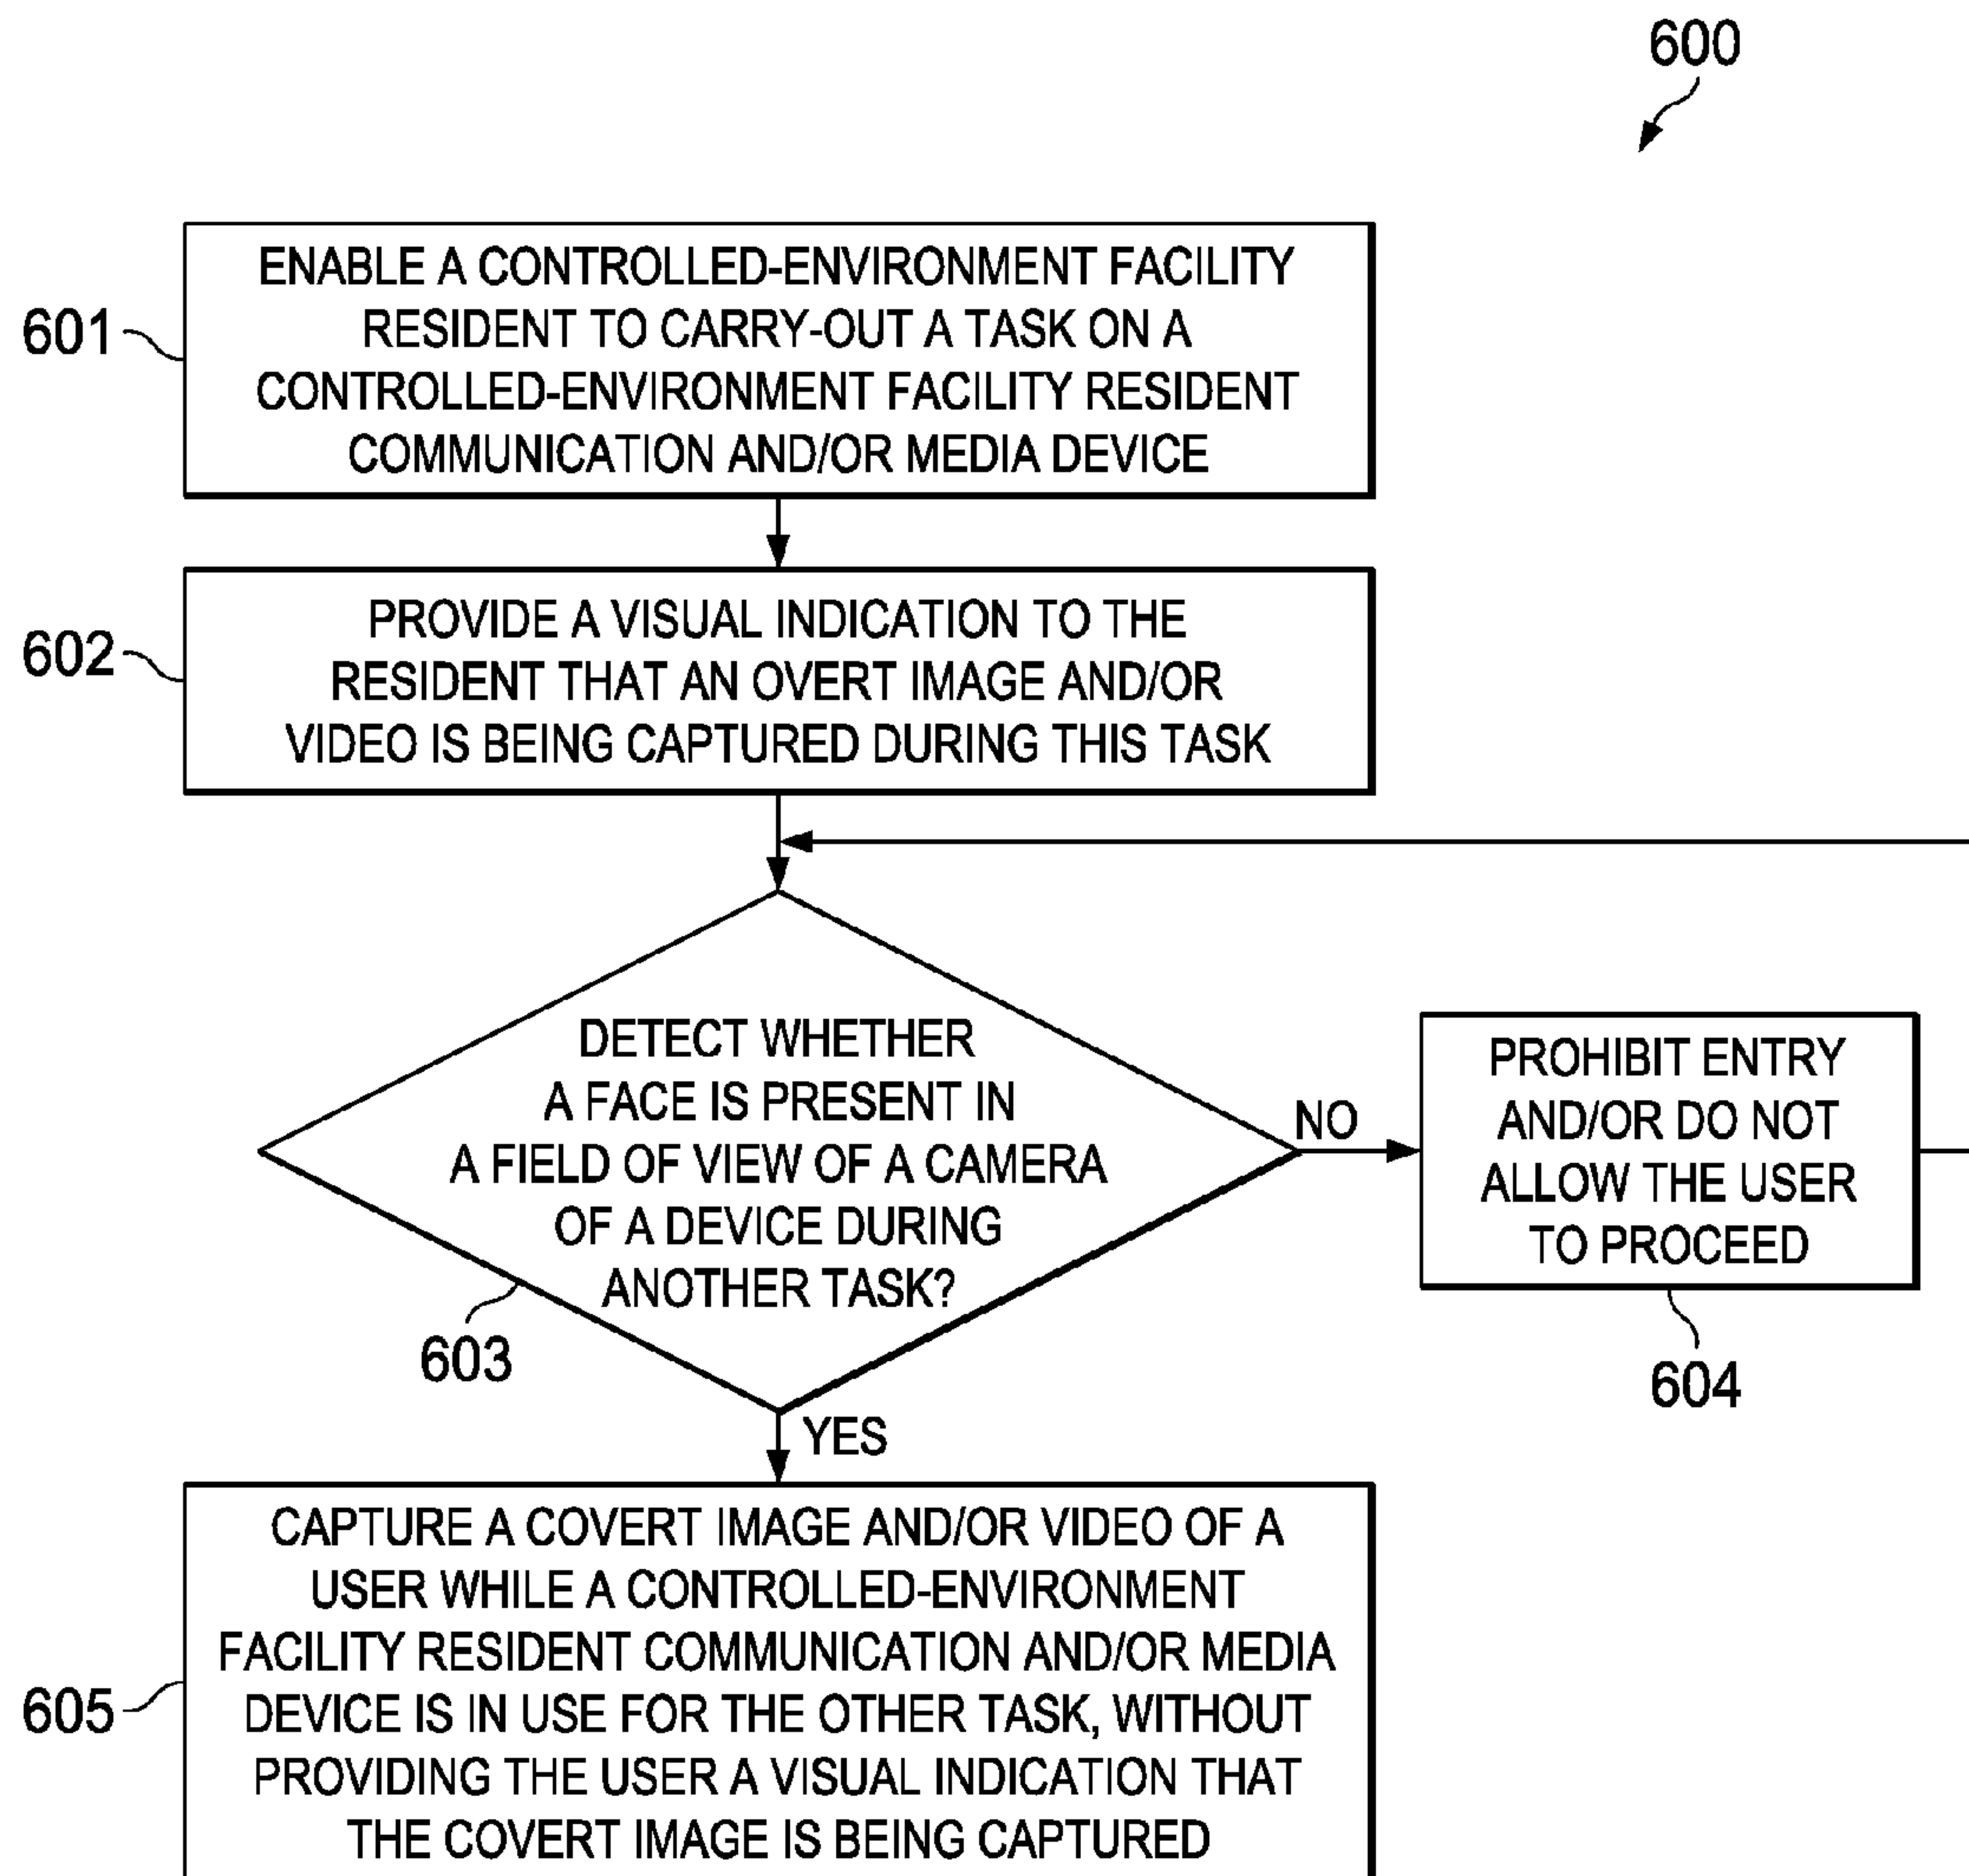 600
601
ENABLE A CONTROLLED-ENVIRONMENT FACILITY
RESIDENT TO CARRY-OUT A TASK ON A
CONTROLLED-ENVIRONMENT FACILITY RESIDENT
COMMUNICATION AND/OR MEDIA DEVICE
602
PROVIDE A VISUAL INDICATION TO THE
RESIDENT THAT AN OVERT IMAGE AND/OR
VIDEO IS BEING CAPTURED DURING THIS TASK
DETECT WHETHER
A FACE IS PRESENT IN
A FIELD OF VIEW OF A CAMERA
OF A DEVICE DURING
ANOTHER TASK?
603
NO
PROHIBIT ENTRY
AND/OR DO NOT
ALLOW THE USER
TO PROCEED
604
YES
605
CAPTURE A COVERT IMAGE AND/OR VIDEO OF A
USER WHILE A CONTROLLED-ENVIRONMENT
FACILITY RESIDENT COMMUNICATION AND/OR MEDIA
DEVICE IS IN USE FOR THE OTHER TASK, WITHOUT
PROVIDING THE USER A VISUAL INDICATION THAT
THE COVERT IMAGE IS BEING CAPTURED